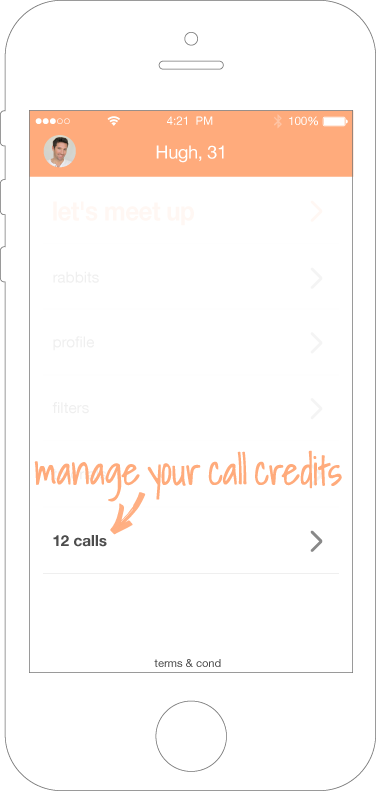 4:21 PM 100%
Hugh, 31
let's meet up
rabbits
profile
filters
manage your call credits
12 calls
terms & cond